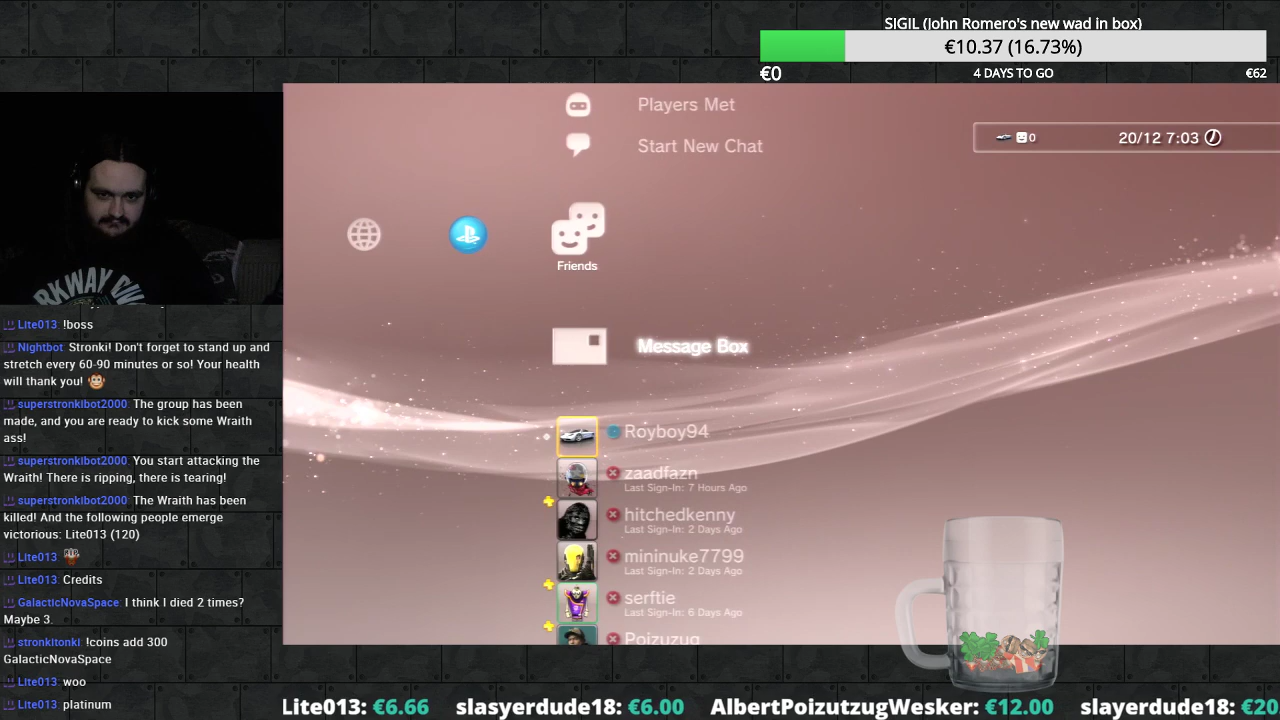 SIGIL (John Romero's new wad in box)
€10.37 (16.73%)
€0
4 DAYS TO GO
€62
Players Met
Start New Chat
0
20/12 7:03
Friends
Message Box
Royboy94
zaadfazn
Last Sign-In: 7 Hours Ago
hitchedkenny
Last Sign-In: 2 Days Ago
mininuke7799
Last Sign-In: 2 Days Ago
serftie
Last Sign-In: 6 Days Ago
Poizuzug
Lite013: !boss
Nightbot: Stronki! Don't forget to stand up and
stretch every 60-90 minutes or so! Your health
will thank you!
superstronkibot2000: The group has been
made, and you are ready to kick some Wraith
ass!
superstronkibot2000: You start attacking the
Wraith! There is ripping, there is tearing!
superstronkibot2000: The Wraith has been
killed! And the following people emerge
victorious: Lite013 (120)
Lite013:
Lite013: Credits
GalacticNovaSpace: I think I died 2 times?
Maybe 3.
stronkitonki: !coins add 300
GalacticNovaSpace
Lite013: woo
Lite013: platinum
Lite013: €6.66 slasyerdude18: €6.00 AlbertPoizutzugWesker: €12.00 slayerdude18: €20